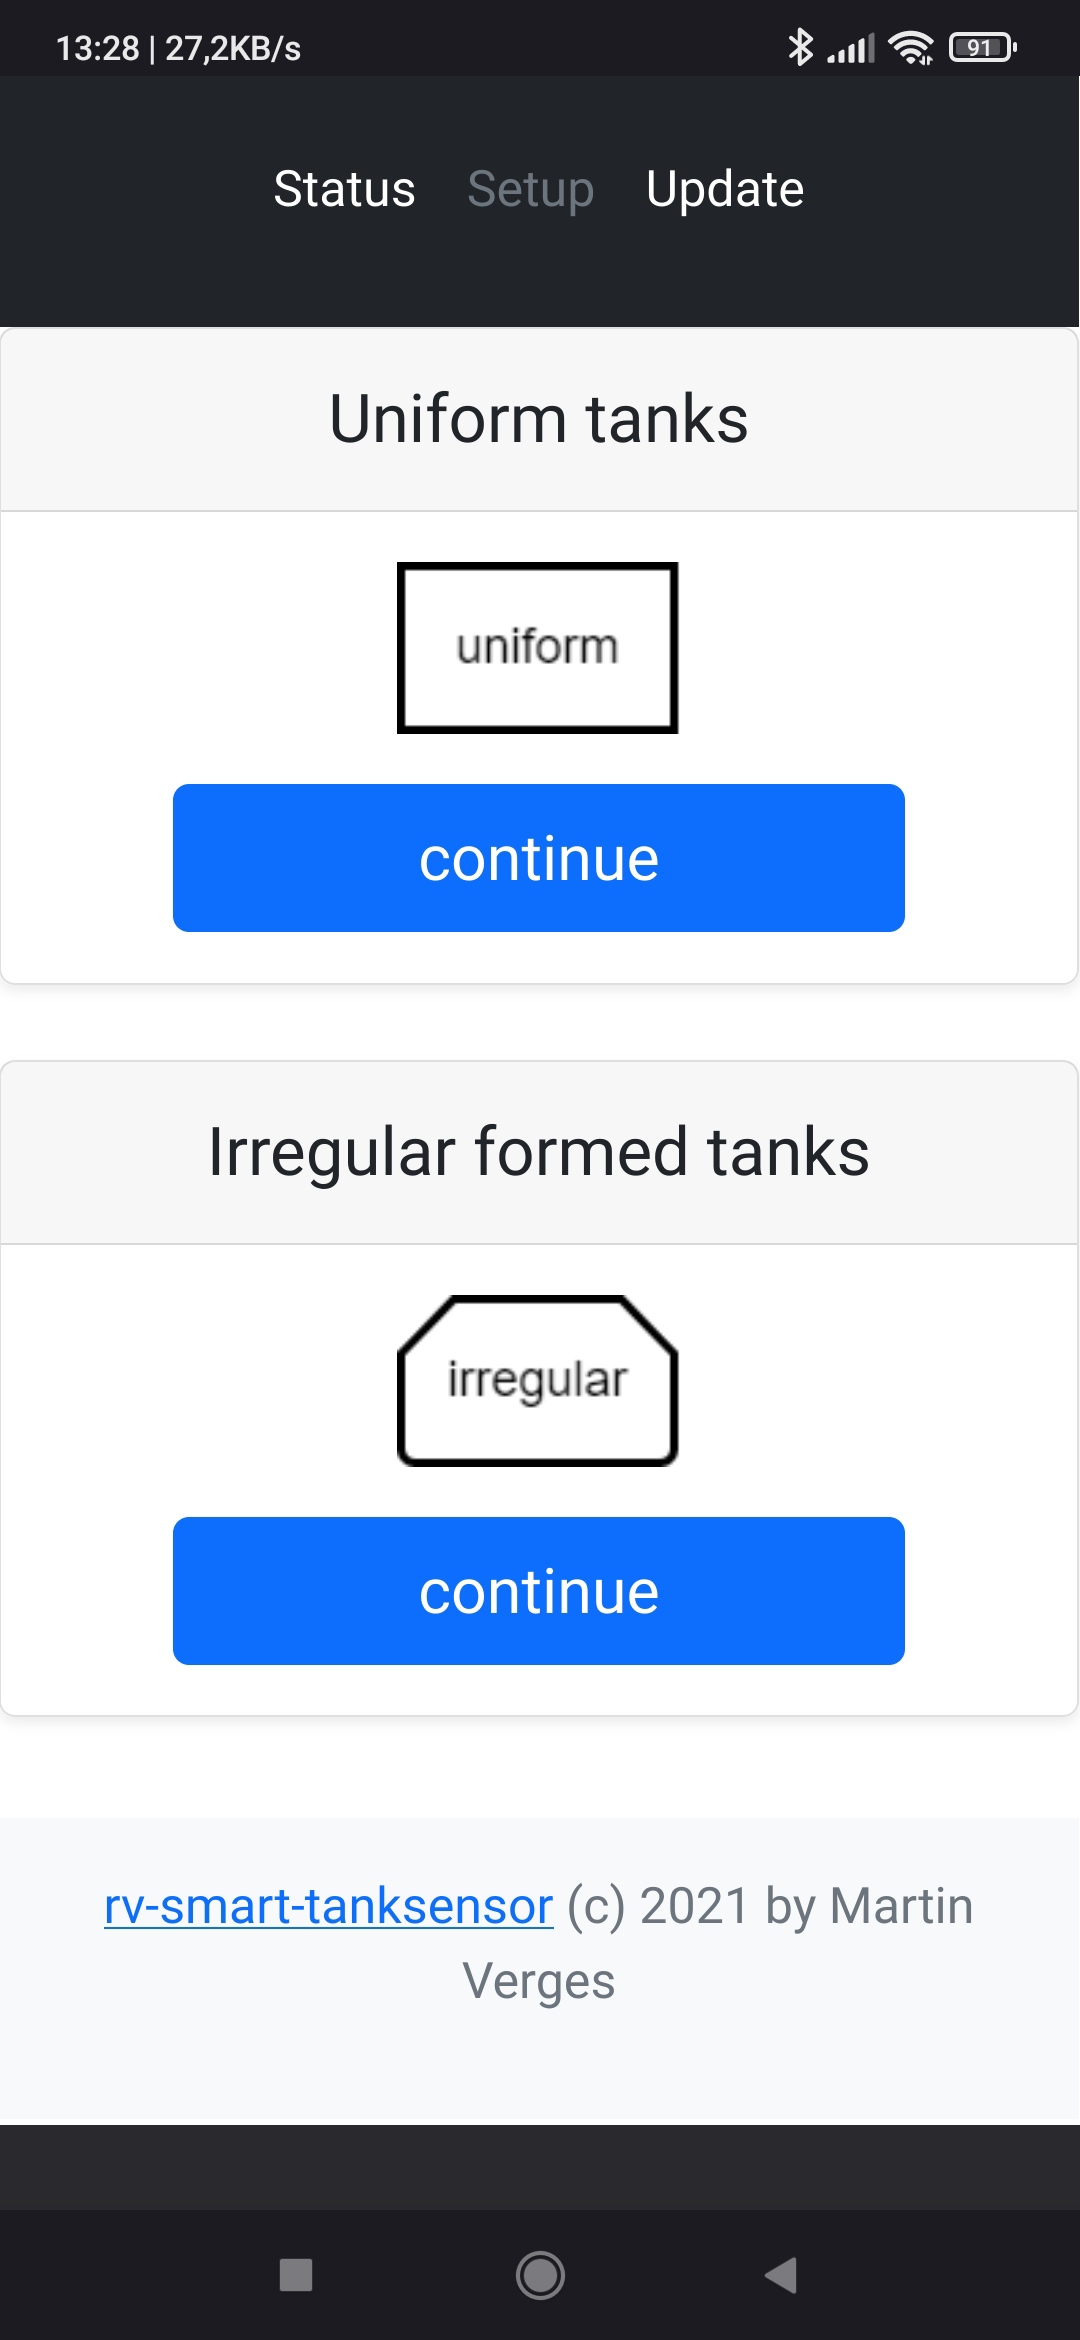 13:28 | 27,2KB/s
91
Status Setup Update
Uniform tanks
uniform
continue
Irregular formed tanks
irregular
continue
rv-smart-tanksensor (c) 2021 by Martin
Verges